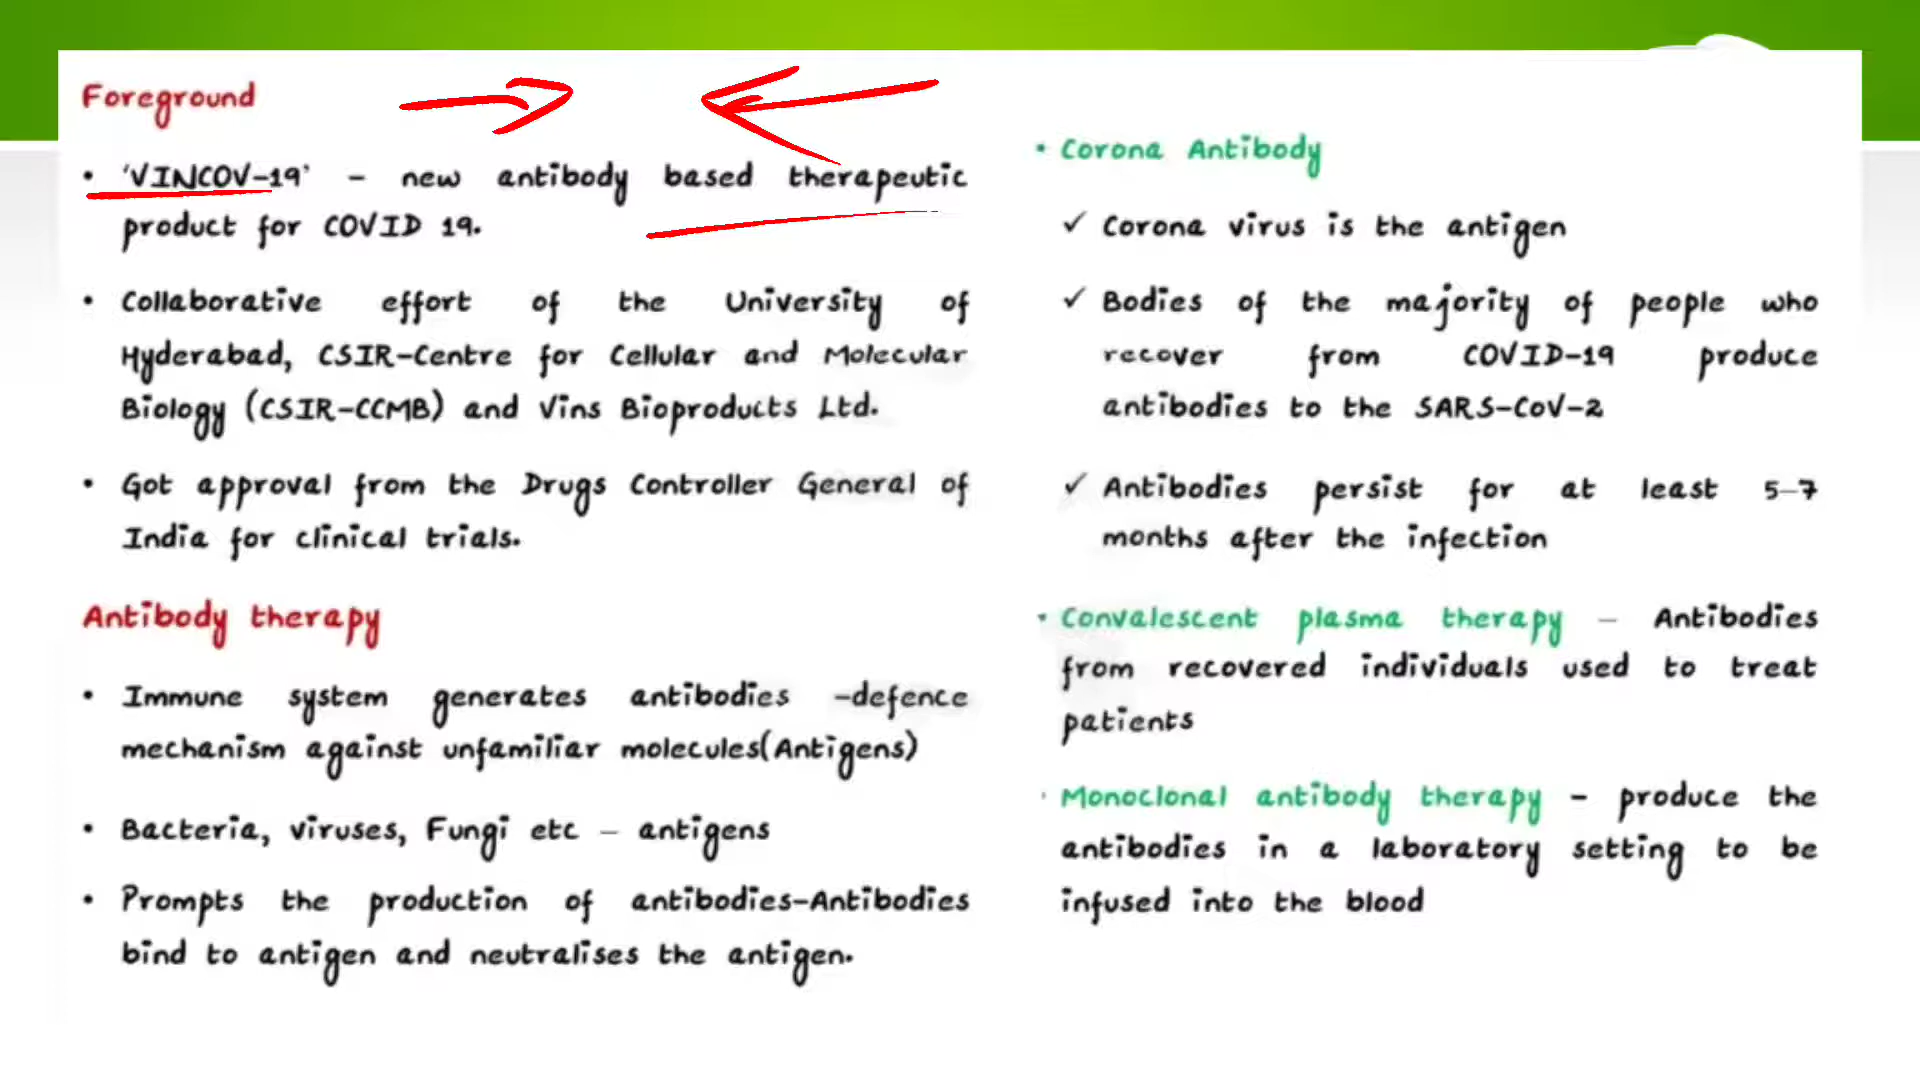 Foreground
• 'VINCOV-19' - new antibody based therapeutic
product for COVID 19.
• Collaborative effort of the University of
Hyderabad, CSIR-Centre for Cellular and Molecular
Biology (CSIR-CCMB) and Vins Bioproducts Ltd.
• Got approval from the Drugs Controller General of
India for clinical trials.
Antibody therapy
• Immune system generates antibodies -defence
mechanism against unfamiliar molecules(Antigens)
• Bacteria, viruses, Fungi etc - antigens
• Prompts the production of antibodies-Antibodies
bind to antigen and neutralises the antigen.
• Corona Antibody
✓ Corona virus is the antigen
✓ Bodies of the majority of people who
recover from COVID-19 produce
antibodies to the SARS-CoV-2
✓ Antibodies persist for at least 5-7
months after the infection
• Convalescent plasma therapy - Antibodies
from recovered individuals used to treat
patients
• Monoclonal antibody therapy - produce the
antibodies in a laboratory setting to be
infused into the blood